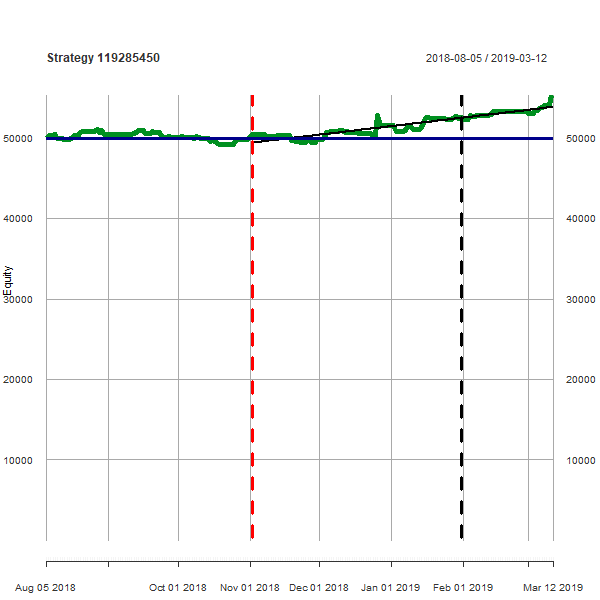 Strategy 119285450
2018-08-05 / 2019-03-12
50000 50000
40000 40000
30000 30000
20000 20000
10000 10000
Equity
Aug 05 2018 Oct 01 2018 Nov 01 2018 Dec 01 2018 Jan 01 2019 Feb 01 2019 Mar 12 2019